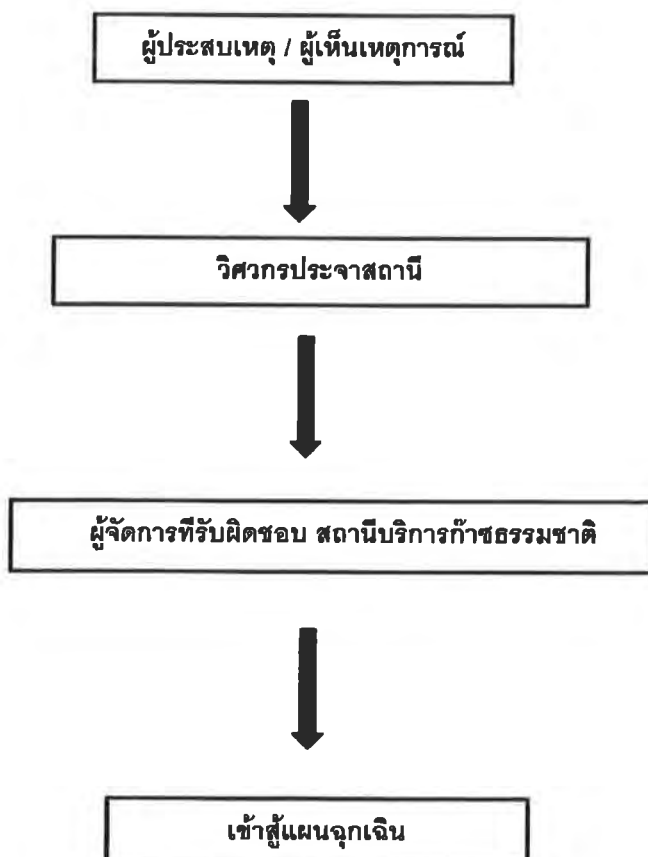 ผู้ประสบเหตุ / ผู้เห็นเหตุการณ์
วิศวกรประจำสถานี
ผู้จัดการที่รับผิดชอบ สถานีบริการก๊าซธรรมชาติ
เข้าสู่แผนฉุกเฉิน